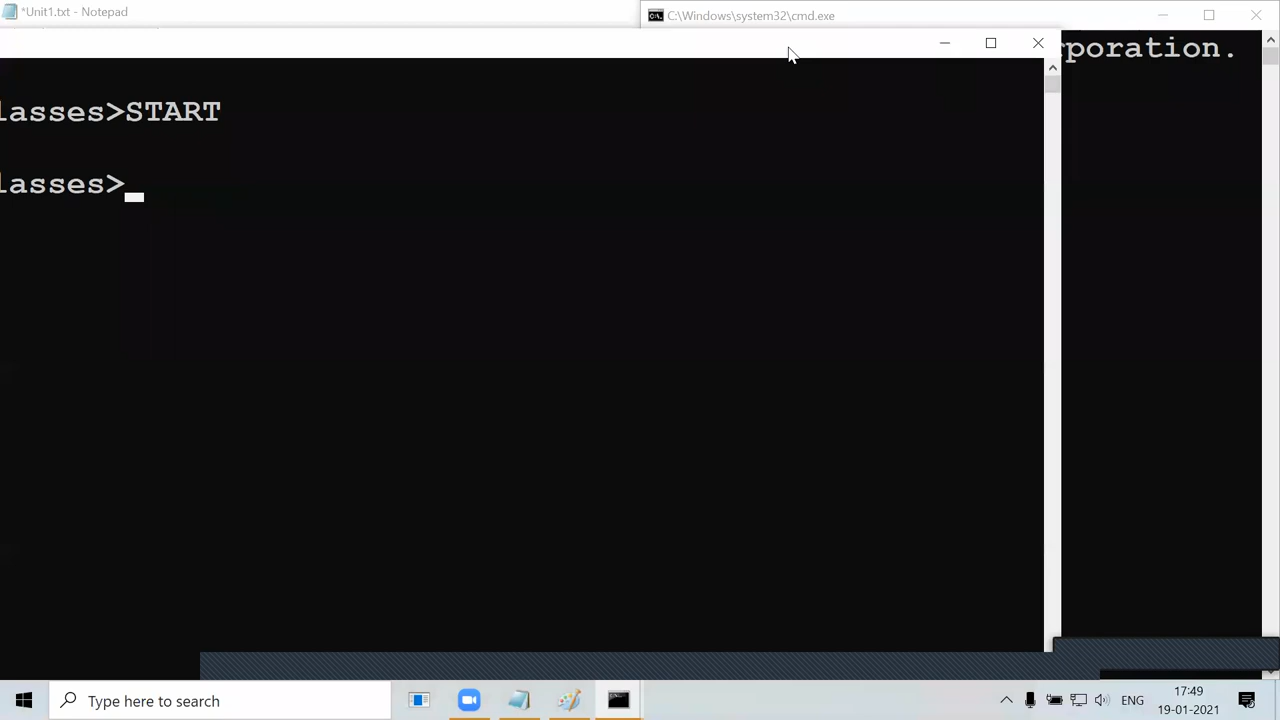 *Unit1.txt - Notepad
C:\Windows\system32\cmd.exe
rporation.
lasses>START
lasses>
Type here to search
ENG
17:49
19-01-2021